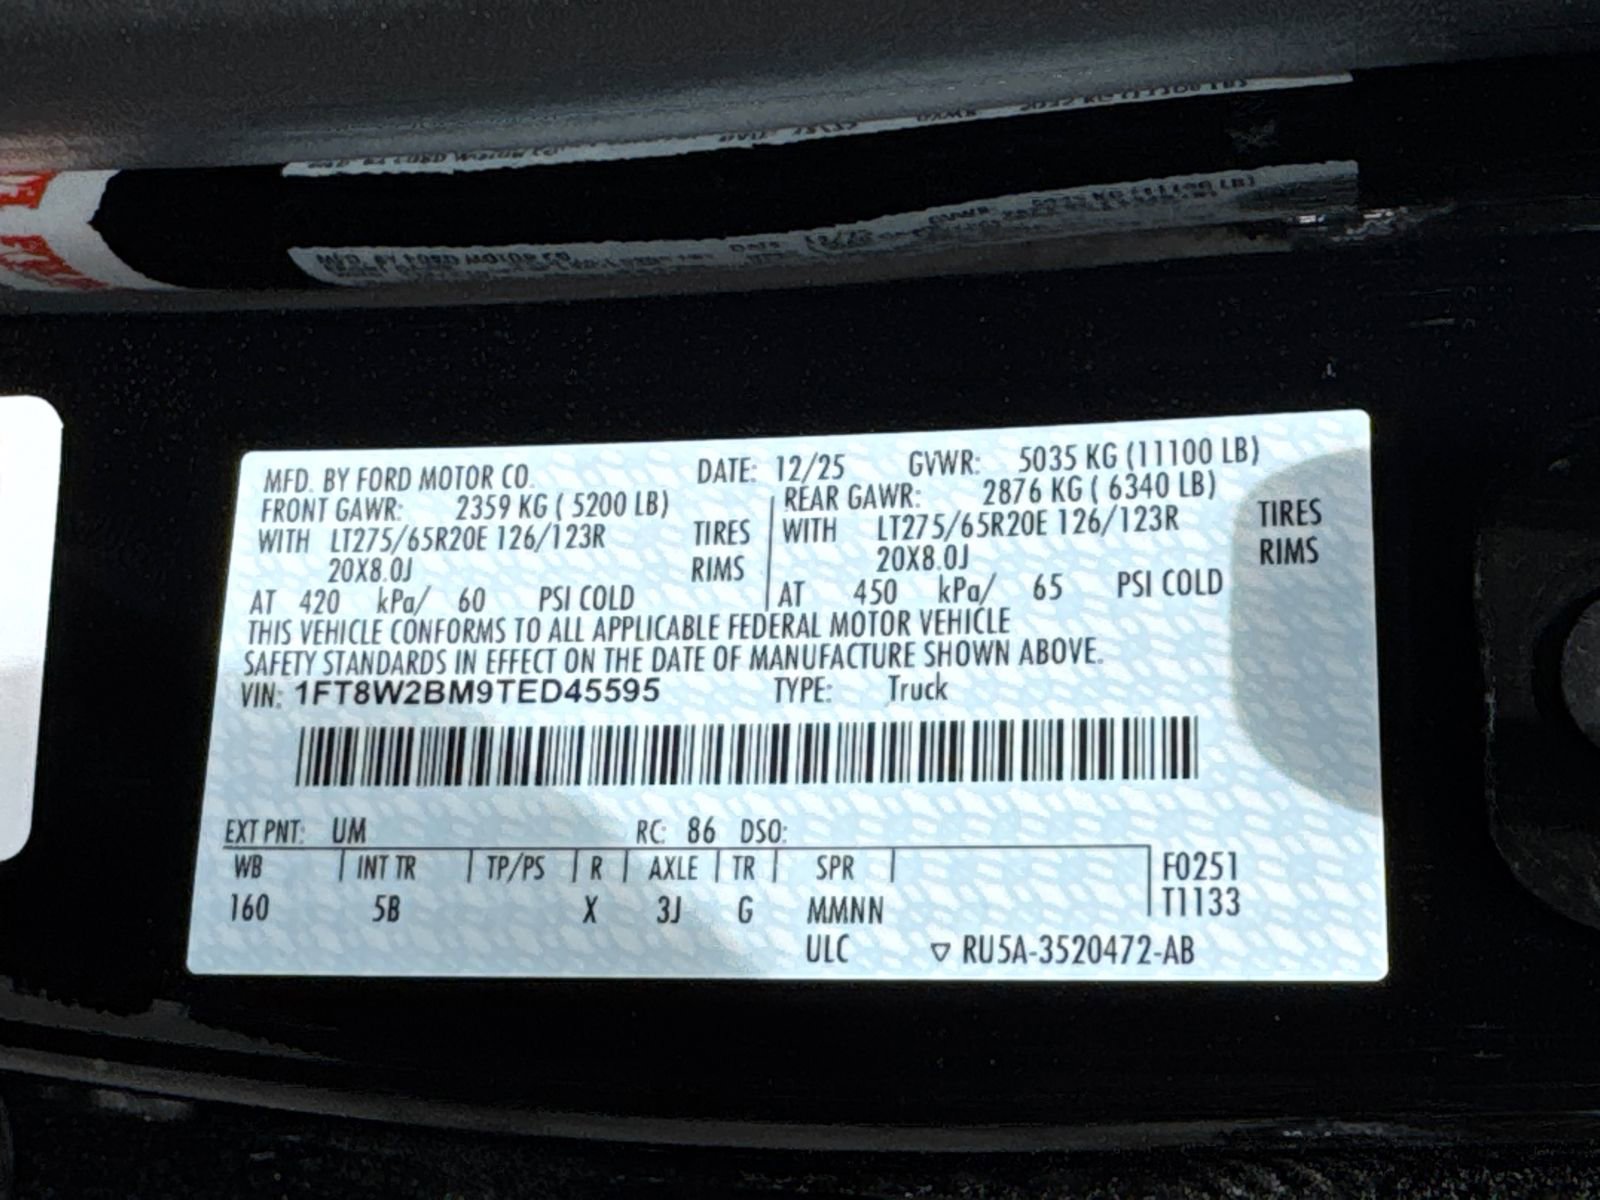 MFD. BY FORD MOTOR CO. DATE: 12/25 GVWR: 5035 KG (11100 LB)
FRONT GAWR: 2359 KG ( 5200 LB) REAR GAWR: 2876 KG ( 6340 LB)
WITH LT275/65R20E 126/123R TIRES WITH LT275/65R20E 126/123R TIRES
20X8.0J RIMS 20X8.0J RIMS
AT 420 kPa/ 60 PSI COLD AT 450 kPa/ 65 PSI COLD
THIS VEHICLE CONFORMS TO ALL APPLICABLE FEDERAL MOTOR VEHICLE
SAFETY STANDARDS IN EFFECT ON THE DATE OF MANUFACTURE SHOWN ABOVE.
VIN: 1FT8W2BM9TED45595 TYPE: Truck
EXT PNT: UM RC: 86 DSO:
WB INT TR TP/PS R AXLE TR SPR F0251
160 5B X 3J G MMNN T1133
ULC ▽ RU5A-3520472-AB